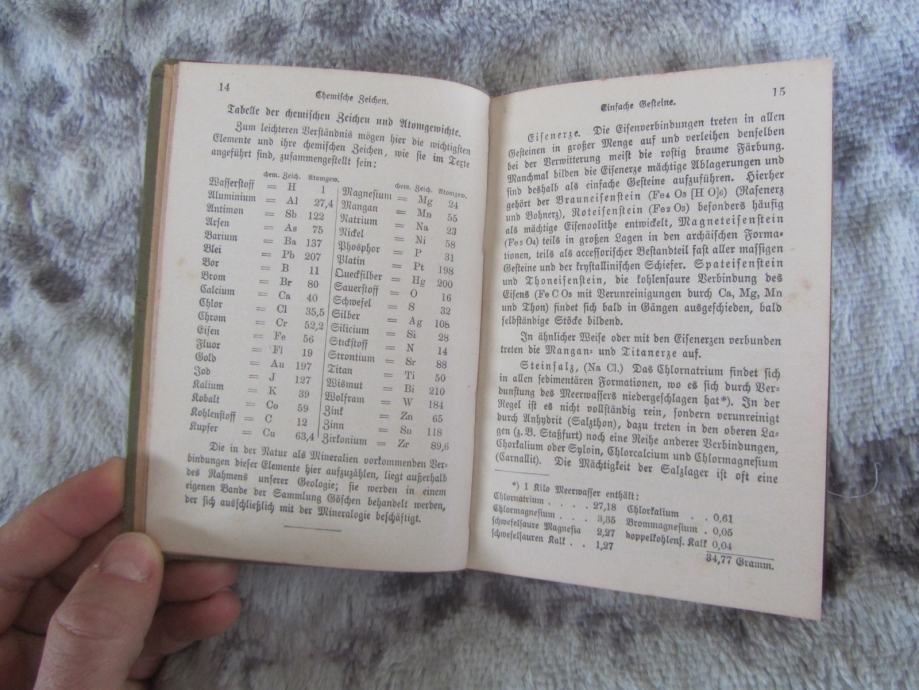 14
Chemische Zeichen.
Tabelle der chemischen Zeichen und Atomgewichte.
Zum leichteren Verständnis mögen hier die wichtigsten
Elemente und ihre chemischen Zeichen, wie sie im Texte
angeführt sind, zusammengestellt sein:
chem. Zeich. Atomgew.
Wasserstoff = H 1
Aluminium = Al 27,4
Antimon = Sb 122
Arsen = As 75
Barium = Ba 137
Blei = Pb 207
Bor = B 11
Brom = Br 80
Calcium = Ca 40
Chlor = Cl 35,5
Chrom = Cr 52,2
Eisen = Fe 56
Fluor = Fl 19
Gold = Au 197
Jod = J 127
Kalium = K 39
Kobalt = Co 59
Kohlenstoff = C 12
Kupfer = Cu 63,4
chem. Zeich. Atomgew.
Magnesium = Mg 24
Mangan = Mn 55
Natrium = Na 23
Nickel = Ni 58
Phosphor = P 31
Platin = Pt 198
Quecksilber = Hg 200
Sauerstoff = O 16
Schwefel = S 32
Silber = Ag 108
Silicium = Si 28
Stickstoff = N 14
Strontium = Sr 88
Titan = Ti 50
Wismut = Bi 210
Wolfram = W 184
Zink = Zn 65
Zinn = Sn 118
Zirkonium = Zr 89,6
Die in der Natur als Mineralien vorkommenden Ver-
bindungen dieser Elemente hier aufzuzählen, liegt außerhalb
des Rahmens unserer Geologie; sie werden in einem
eigenen Bande der Sammlung Göschen behandelt werden,
der sich ausschließlich mit der Mineralogie beschäftigt.
Einfache Gesteine.
15
Eisenerze. Die Eisenverbindungen treten in allen
Gesteinen in großer Menge auf und verleihen denselben
bei der Verwitterung meist die rostig braune Färbung.
Manchmal bilden die Eisenerze mächtige Ablagerungen und
sind deshalb als einfache Gesteine aufzuführen. Hierher
gehört der Brauneisenstein (Fe4 O3 [H O]6) (Rasenerz
und Bohnerz), Roteisenstein (Fe2 O3) besonders häufig
als mächtige Eisenoolithe entwickelt, Magneteisenstein
(Fe3 O4) teils in großen Lagen in den archäischen Forma-
tionen, teils als accessorischer Bestandteil fast aller massigen
Gesteine und der krystallinischen Schiefer. Spateisenstein
und Thoneisenstein, die kohlensaure Verbindung des
Eisens (Fe C O3 mit Verunreinigungen durch Ca, Mg, Mn
und Thon) findet sich bald in Gängen ausgeschieden, bald
selbständige Stöcke bildend.
In ähnlicher Weise oder mit den Eisenerzen verbunden
treten die Mangan- und Titanerze auf.
Steinsalz, (Na Cl.) Das Chlornatrium findet sich
in allen sedimentären Formationen, wo es sich durch Ver-
dunstung des Meerwassers niedergeschlagen hat*). In der
Regel ist es nicht vollständig rein, sondern verunreinigt
durch Anhydrit (Salzthon), dazu treten in den oberen La-
gen (z. B. Staßfurt) noch eine Reihe anderer Verbindungen,
Chlorkalium oder Sylvin, Chlorcalcium und Chlormagnesium
(Carnallit). Die Mächtigkeit der Salzlager ist oft eine
*) 1 Kilo Meerwasser enthält:
Chlornatrium . . . . 27,18 Chlorkalium . . 0,61
Chlormagnesium . . . 3,35 Brommagnesium . 0,05
schwefelsaure Magnesia 2,27 doppelkohlens. Kalk 0,04
schwefelsauren Kalk . . 1,27
34,77 Gramm.